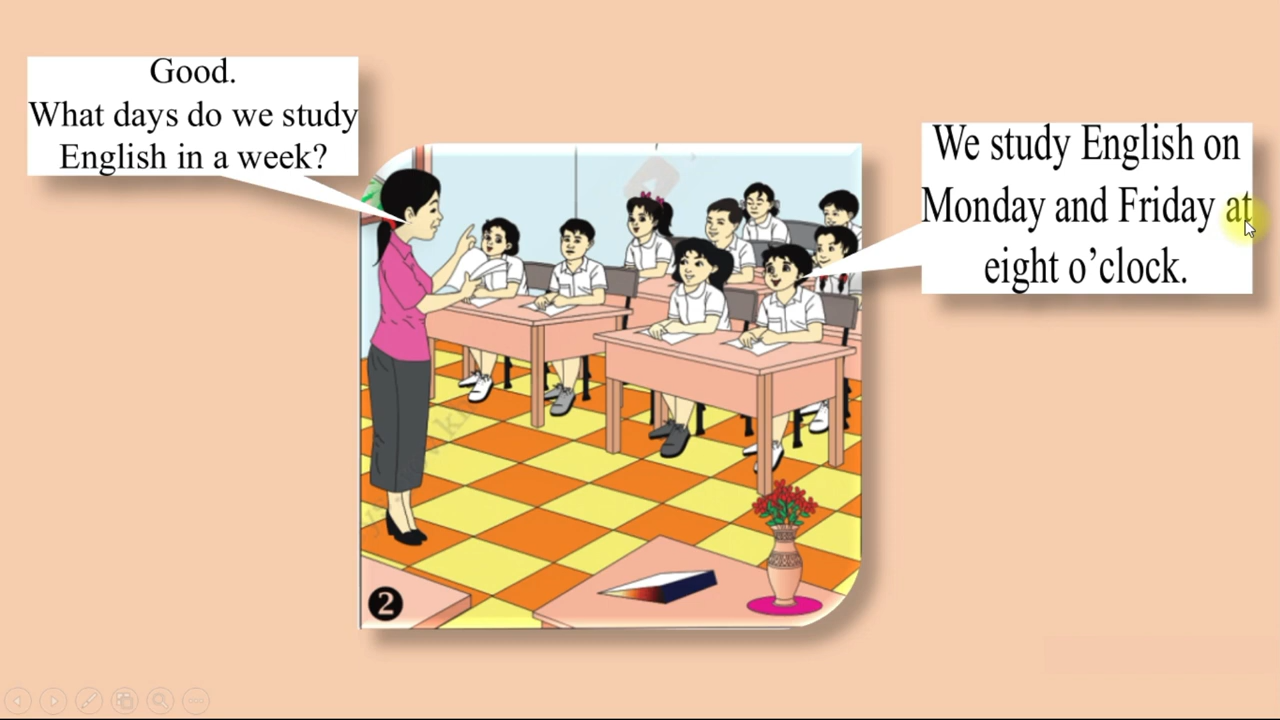 Good.
What days do we study
English in a week?
We study English on
Monday and Friday at
eight o’clock.
2